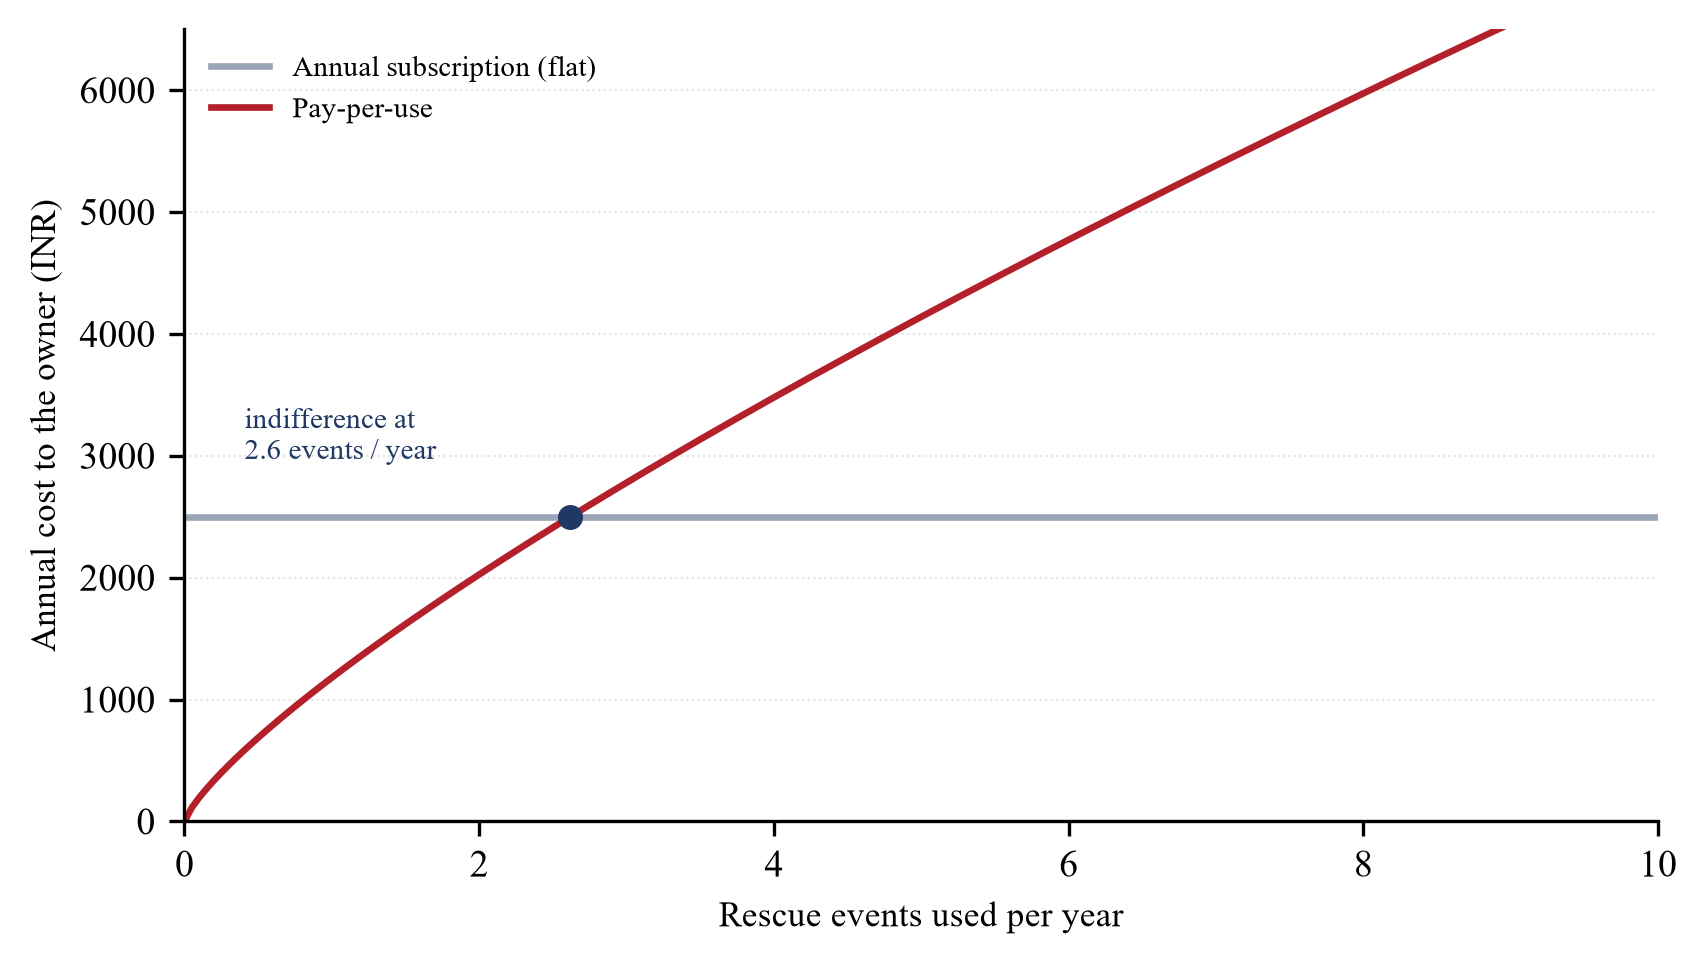 Annual subscription (flat)
Pay-per-use
6000
5000
4000
3000
2000
1000
0
Annual cost to the owner (INR)
indifference at
2.6 events / year
0 2 4 6 8 10
Rescue events used per year